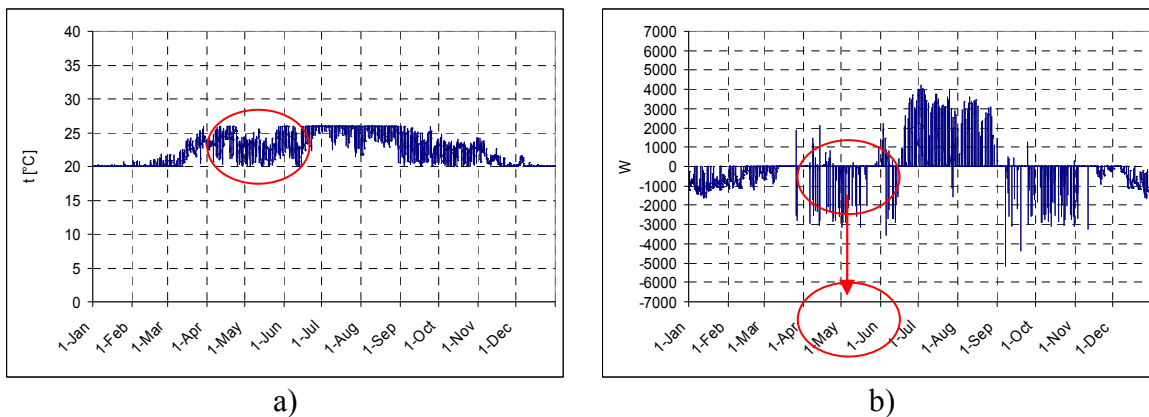 40
35
30
25
20
15
10
5
0
t [°C]
1-Jan
1-Feb
1-Mar
1-Apr
1-May
1-Jun
1-Jul
1-Aug
1-Sep
1-Oct
1-Nov
1-Dec
a)
7000
6000
5000
4000
3000
2000
1000
0
-1000
-2000
-3000
-4000
-5000
-6000
-7000
W
1-Jan
1-Feb
1-Mar
1-Apr
1-May
1-Jun
1-Jul
1-Aug
1-Sep
1-Oct
1-Nov
1-Dec
b)